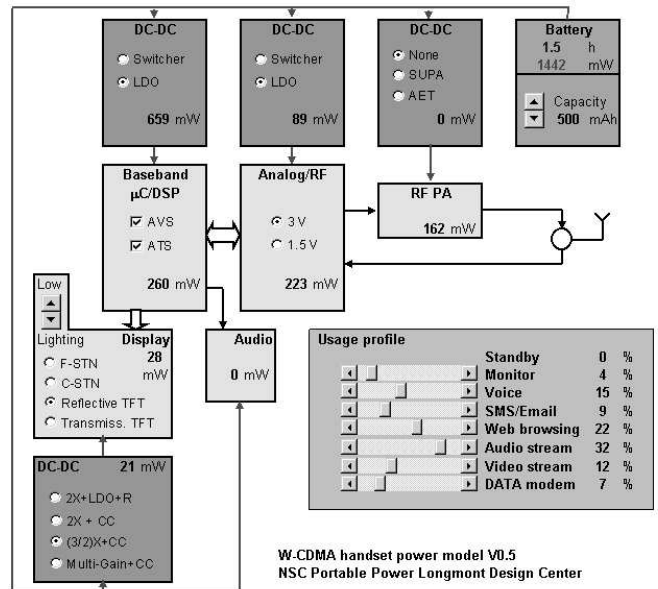 DC-DC
Switcher
LDO
659 mW
DC-DC
Switcher
LDO
89 mW
DC-DC
None
SUPA
AET
0 mW
Battery
1.5 h
1442 mW
Capacity
500 mAh
Baseband
µC/DSP
AVS
ATS
260 mW
Analog/RF
3 V
1.5 V
223 mW
RF PA
162 mW
Low
Lighting
Display
28
mW
F-STN
C-STN
Reflective TFT
Transmiss. TFT
Audio
0 mW
DC-DC 21 mW
2X+LDO+R
2X + CC
(3/2)X+CC
Multi-Gain+CC
Usage profile
Standby 0 %
Monitor 4 %
Voice 15 %
SMS/Email 9 %
Web browsing 22 %
Audio stream 32 %
Video stream 12 %
DATA modem 7 %
W-CDMA handset power model V0.5
NSC Portable Power Longmont Design Center